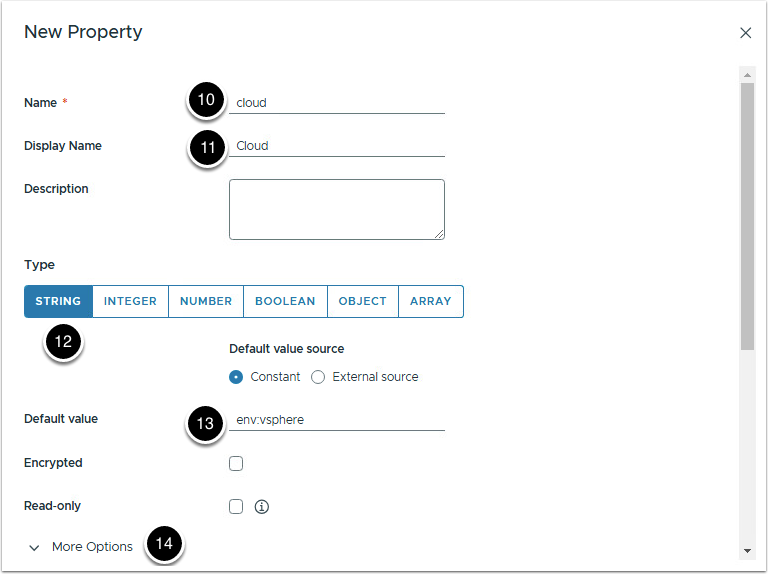 New Property
Name * 10 cloud
Display Name 11 Cloud
Description
Type
STRING INTEGER NUMBER BOOLEAN OBJECT ARRAY
12
Default value source
Constant External source
Default value 13 env:vsphere
Encrypted
Read-only
More Options 14